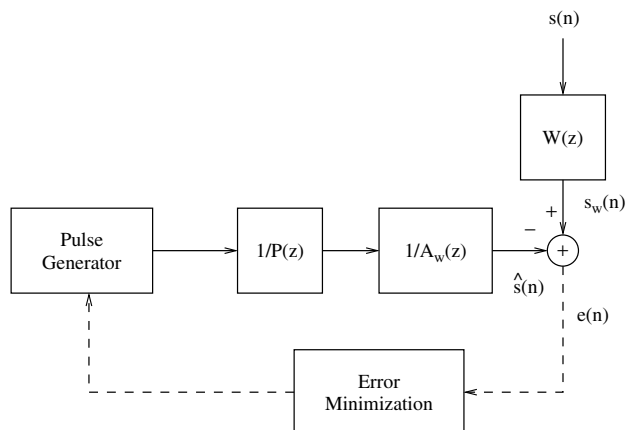 s(n)
W(z)
s_w(n)
+
−
Pulse
Generator
1/P(z)
1/A_w(z)
+
ŝ(n)
e(n)
Error
Minimization